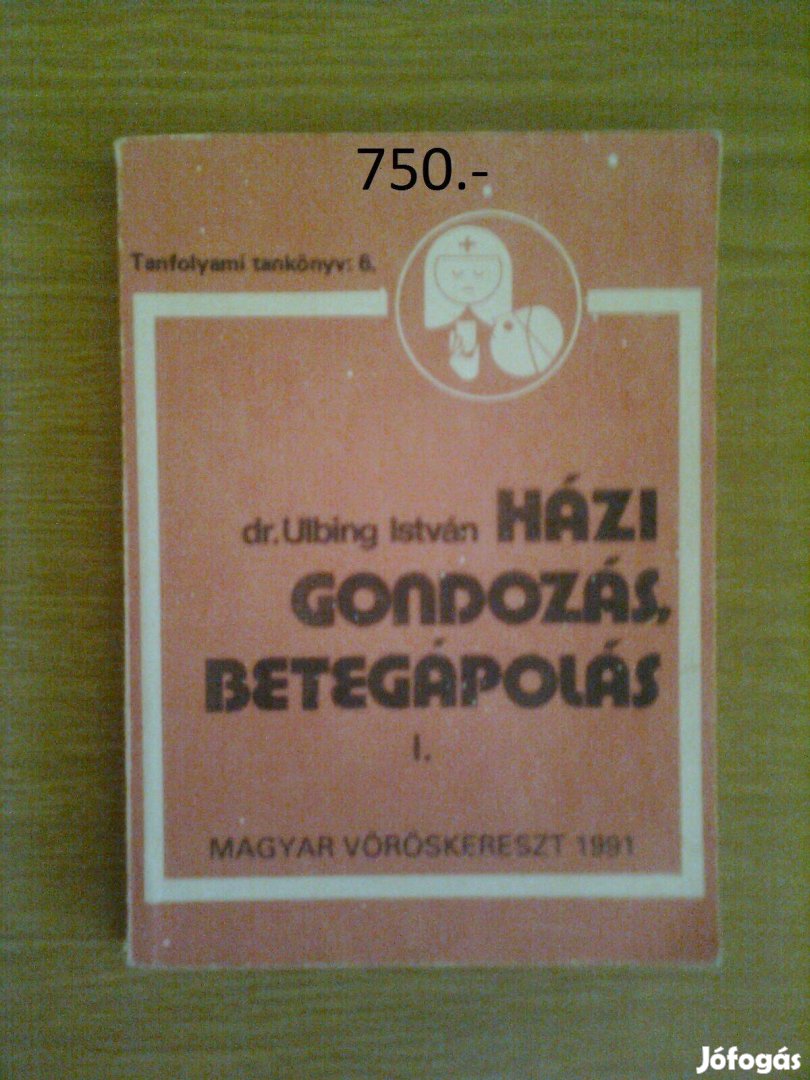 750.-
Tanfolyami tankönyv: 6.
dr. Ulbing István HÁZI
GONDOZÁS,
BETEGÁPOLÁS
I.
MAGYAR VÖRÖSKERESZT 1991
Jófogás